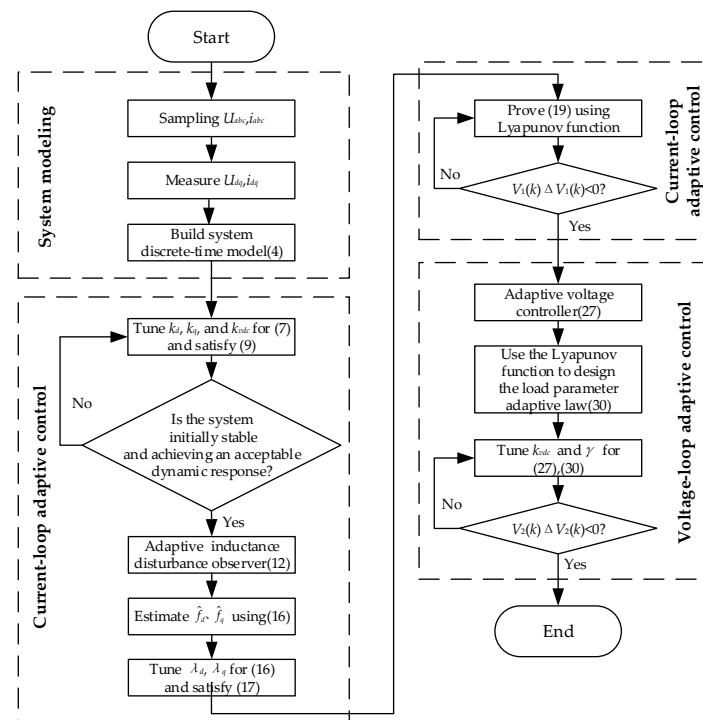 Start
System modeling
Sampling Uabc,iabc
Measure Udq,idq
Build system
discrete-time model(4)
Current-loop adaptive control
Tune kd, kq, and kvdc for (7)
and satisfy (9)
No
Is the system
initially stable
and achieving an acceptable
dynamic response?
Yes
Adaptive inductance
disturbance observer(12)
Estimate f̂d, f̂q using(16)
Tune λd, λq for (16)
and satisfy (17)
Current-loop
adaptive control
Prove (19) using
Lyapunov function
No
V1(k) Δ V1(k)<0?
Yes
Voltage-loop adaptive control
Adaptive voltage
controller(27)
Use the Lyapunov
function to design
the load parameter
adaptive law(30)
Tune kvdc and γ for
(27),(30)
No
V2(k) Δ V2(k)<0?
Yes
End